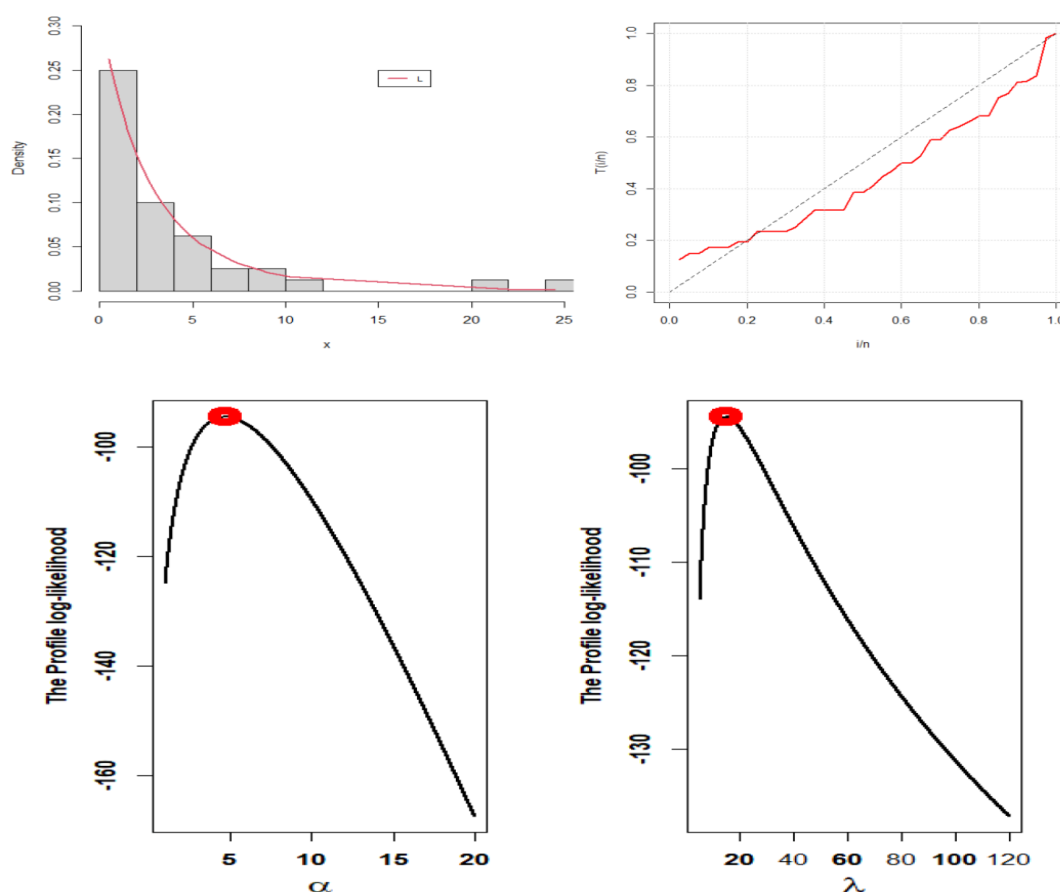 0.30
0.25
0.20
0.15
0.10
0.05
0.00
Density
L
0 5 10 15 20 25
x
1.0
0.8
0.6
0.4
0.2
0.0
T(i/n)
0.0 0.2 0.4 0.6 0.8 1.0
i/n
-100
-120
-140
-160
The Profile log-likelihood
5 10 15 20
α
-100
-110
-120
-130
The Profile log-likelihood
20 40 60 80 100 120
λ